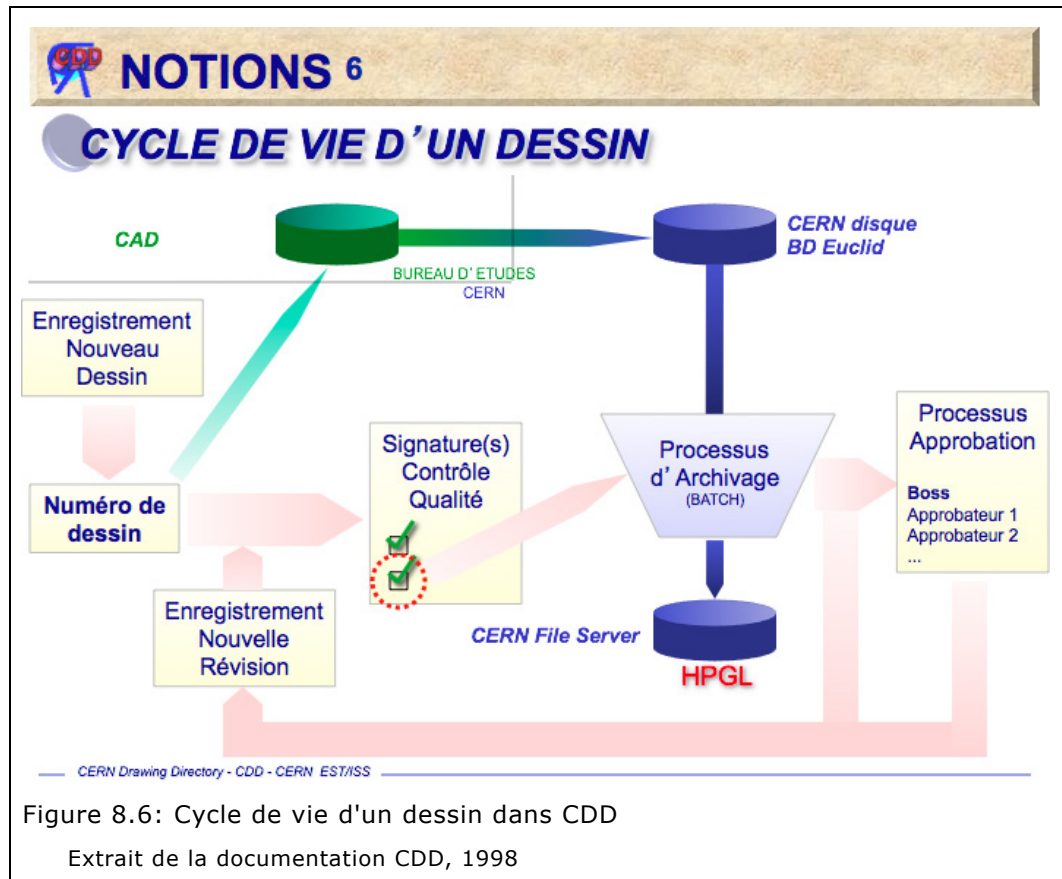 CDD
NOTIONS 6
CYCLE DE VIE D'UN DESSIN
CAD
BUREAU D'ETUDES
CERN
CERN disque
BD Euclid
Enregistrement
Nouveau
Dessin
Numéro de
dessin
Signature(s)
Contrôle
Qualité
Processus
d'Archivage
(BATCH)
Processus
Approbation
Boss
Approbateur 1
Approbateur 2
...
Enregistrement
Nouvelle
Révision
CERN File Server
HPGL
CERN Drawing Directory - CDD - CERN EST/ISS
Figure 8.6: Cycle de vie d'un dessin dans CDD
Extrait de la documentation CDD, 1998